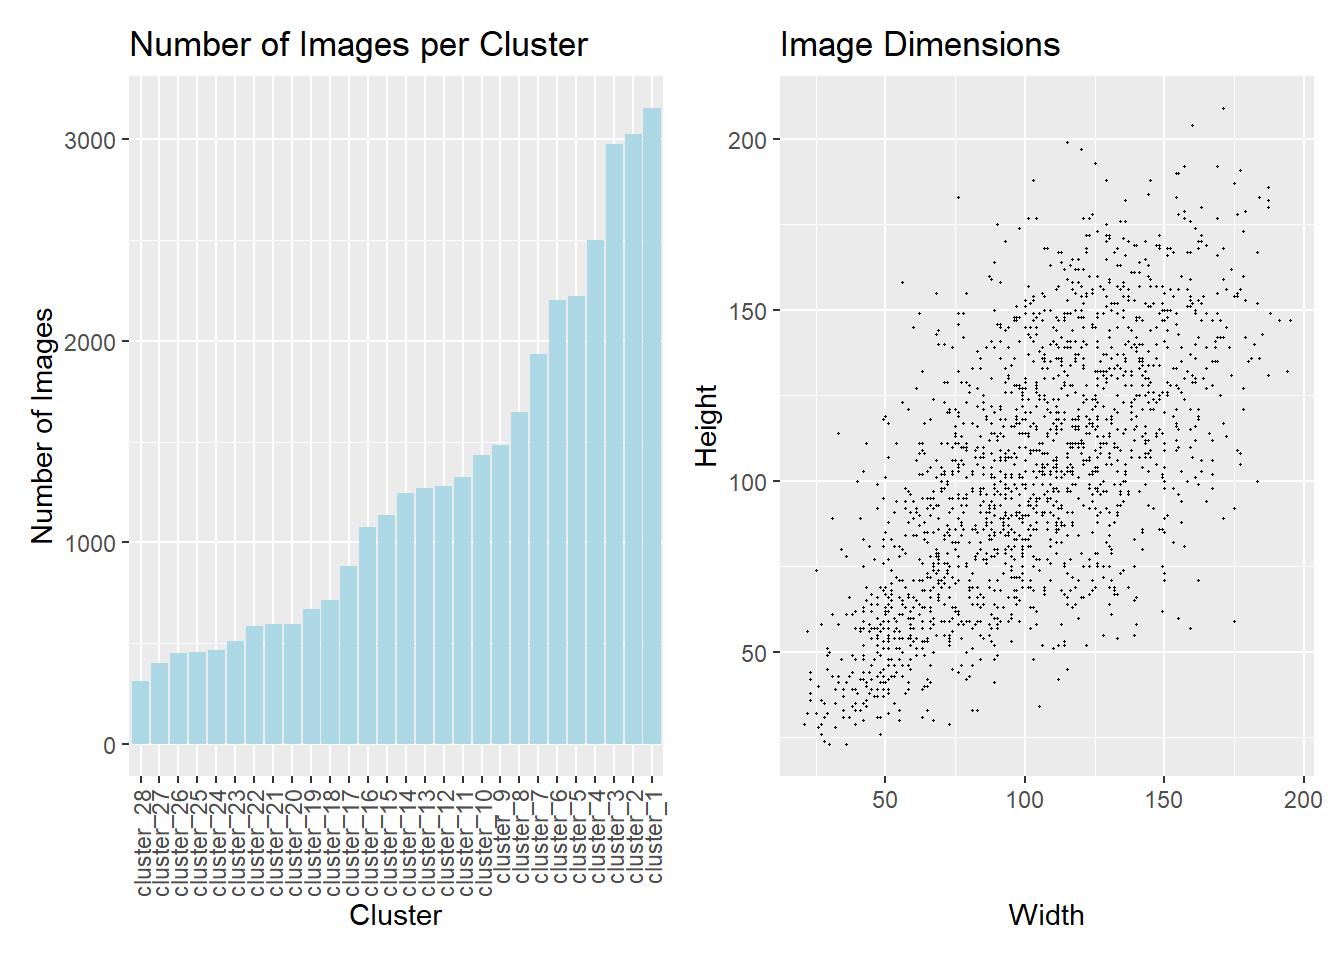 Number of Images per Cluster
Number of Images
3000
2000
1000
0
cluster_28
cluster_27
cluster_26
cluster_25
cluster_24
cluster_23
cluster_22
cluster_21
cluster_20
cluster_19
cluster_18
cluster_17
cluster_16
cluster_15
cluster_14
cluster_13
cluster_12
cluster_11
cluster_10
cluster_9
cluster_8
cluster_7
cluster_6
cluster_5
cluster_4
cluster_3
cluster_2
cluster_1
Cluster
Image Dimensions
Height
200
150
100
50
50
100
150
200
Width